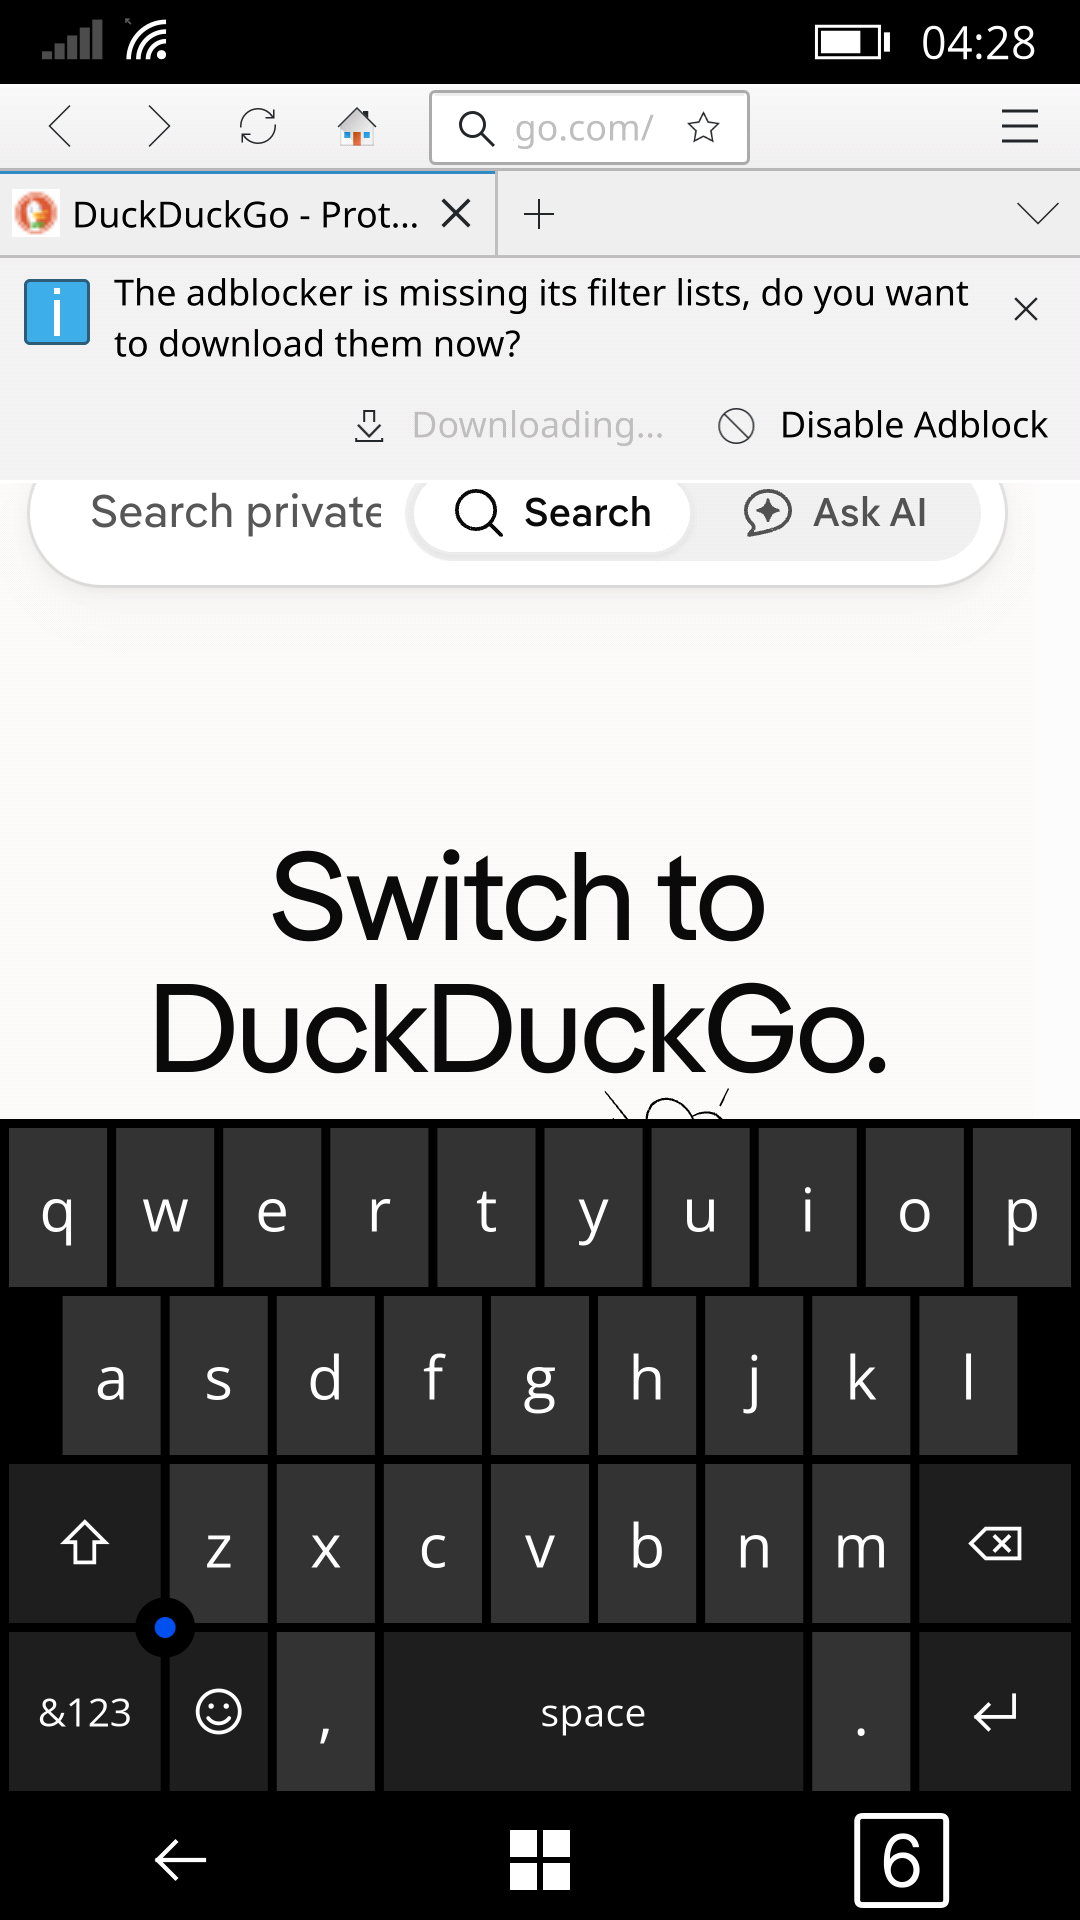 04:28
go.com/
DuckDuckGo - Prot...
The adblocker is missing its filter lists, do you want
to download them now?
Downloading... Disable Adblock
Search private Search Ask AI
Switch to
DuckDuckGo.
q w e r t y u i o p
a s d f g h j k l
z x c v b n m
&123 , space .
6